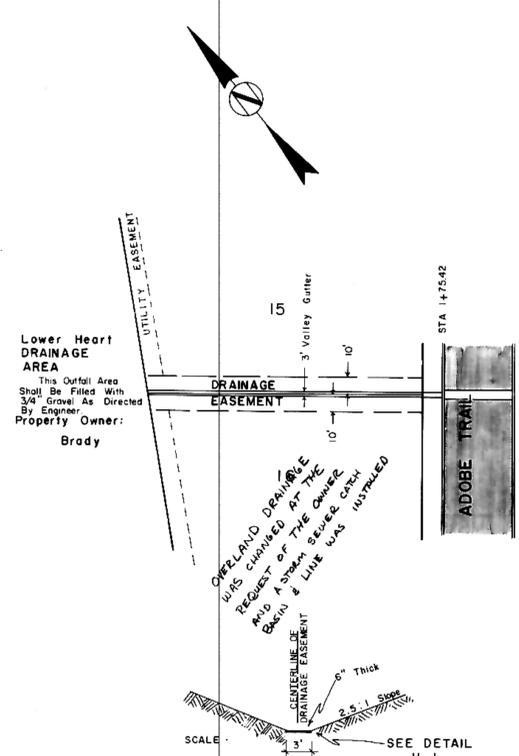 UTILITY EASEMENT
15
3' Valley Gutter
10'
STA 1+75.42
Lower Heart
DRAINAGE
AREA
This Outfall Area
Shall Be Filled With
3/4" Gravel As Directed
By Engineer.
Property Owner:
Brady
DRAINAGE
EASEMENT
10'
ADOBE TRAIL
OVERLAND DRAINAGE
WAS CHANGED AT THE
REQUEST OF THE OWNER
AND A STORM SEWER CATCH
BASIN & LINE WAS INSTALLED
CENTERLINE OF
DRAINAGE EASEMENT
6" Thick
2.5:1 Slope
SCALE
3'
SEE DETAIL